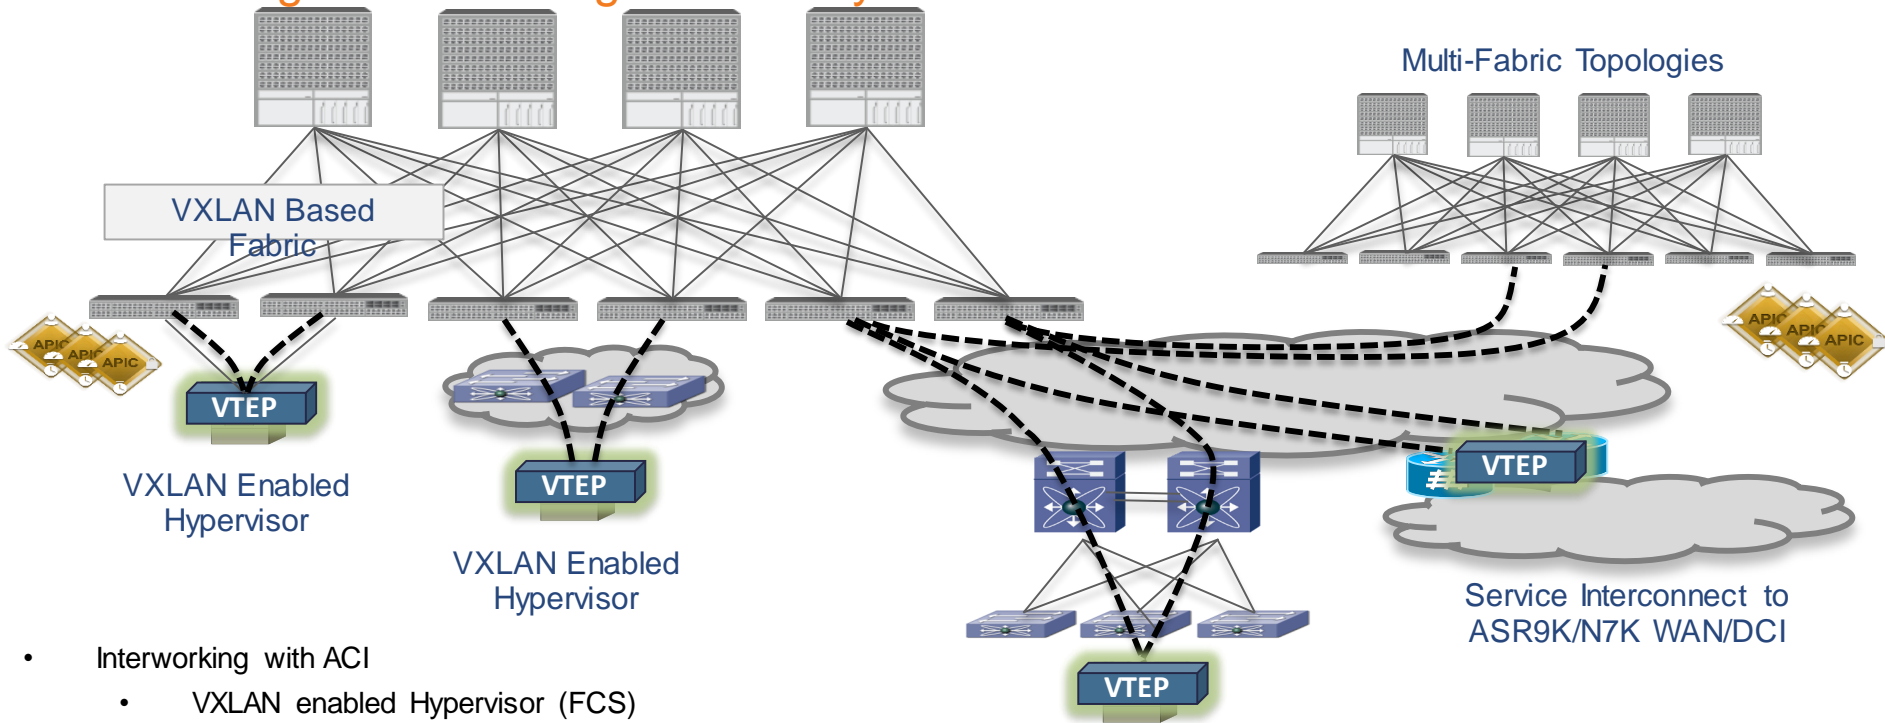 Multi-Fabric Topologies
VXLAN Based
Fabric
APIC
APIC
APIC
APIC
APIC
APIC
VTEP
VTEP
VTEP
VTEP
VXLAN Enabled
Hypervisor
VXLAN Enabled
Hypervisor
Service Interconnect to
ASR9K/N7K WAN/DCI
• Interworking with ACI
• VXLAN enabled Hypervisor (FCS)